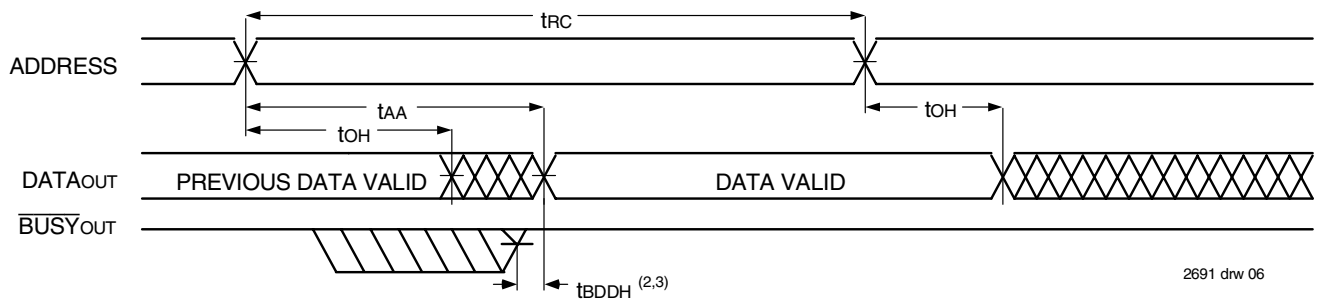 tRC
ADDRESS
tAA
tOH
tOH
DATAOUT
PREVIOUS DATA VALID
DATA VALID
BUSYOUT
tBDDH (2,3)
2691 drw 06